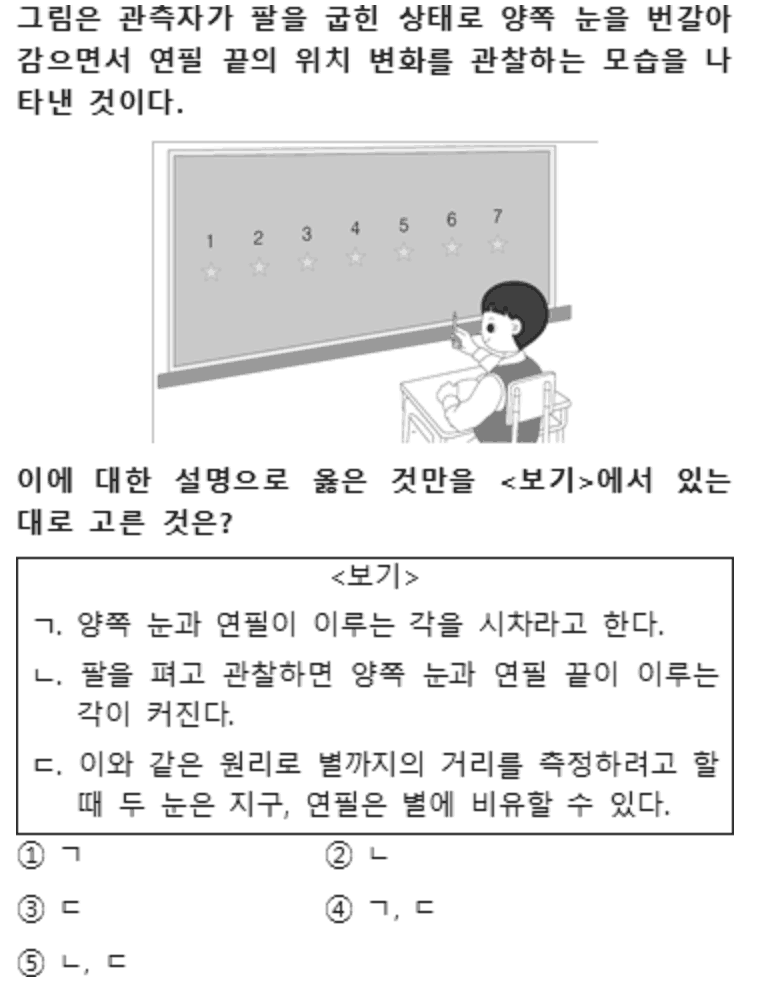 그림은 관측자가 팔을 굽힌 상태로 양쪽 눈을 번갈아
감으면서 연필 끝의 위치 변화를 관찰하는 모습을 나
타낸 것이다.
1 2 3 4 5 6 7
이에 대한 설명으로 옳은 것만을 <보기>에서 있는
대로 고른 것은?
<보기>
ㄱ. 양쪽 눈과 연필이 이루는 각을 시차라고 한다.
ㄴ. 팔을 펴고 관찰하면 양쪽 눈과 연필 끝이 이루는
각이 커진다.
ㄷ. 이와 같은 원리로 별까지의 거리를 측정하려고 할
때 두 눈은 지구, 연필은 별에 비유할 수 있다.
① ㄱ ② ㄴ
③ ㄷ ④ ㄱ, ㄷ
⑤ ㄴ, ㄷ